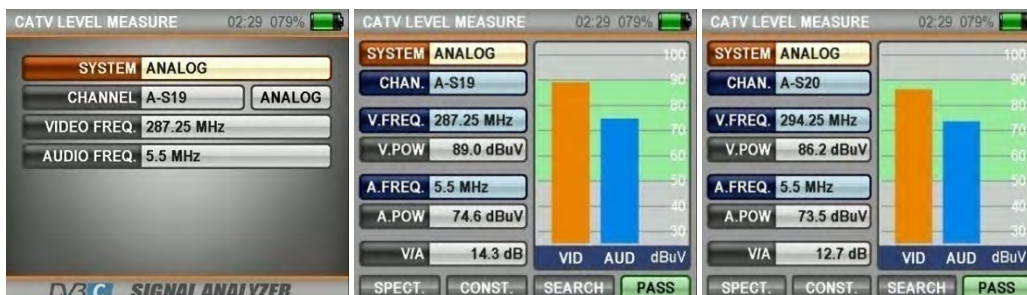 CATV LEVEL MEASURE 02:29 079%
SYSTEM ANALOG
CHANNEL A-S19 ANALOG
VIDEO FREQ. 287.25 MHz
AUDIO FREQ. 5.5 MHz
DVB C SIGNAL ANALYZER
CATV LEVEL MEASURE 02:29 079%
SYSTEM ANALOG
CHAN. A-S19
V.FREQ. 287.25 MHz
V.POW 89.0 dBuV
A.FREQ. 5.5 MHz
A.POW 74.6 dBuV
V/A 14.3 dB
100
90
80
70
60
50
40
30
VID AUD dBuV
SPECT. CONST. SEARCH PASS
CATV LEVEL MEASURE 02:29 079%
SYSTEM ANALOG
CHAN. A-S20
V.FREQ. 294.25 MHz
V.POW 86.2 dBuV
A.FREQ. 5.5 MHz
A.POW 73.5 dBuV
V/A 12.7 dB
100
90
80
70
60
50
40
30
VID AUD dBuV
SPECT. CONST. SEARCH PASS